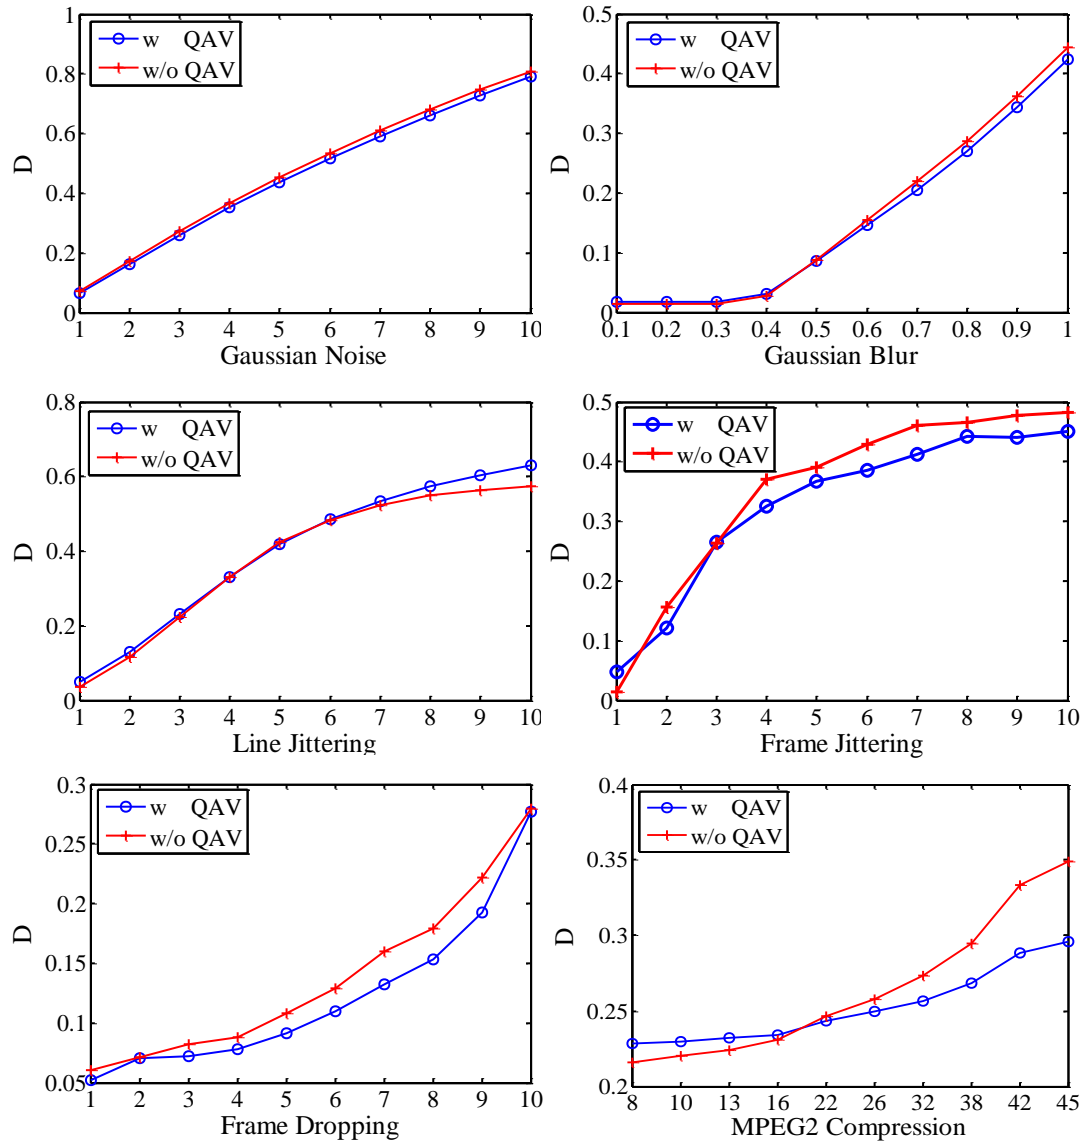 1
0.8
0.6
0.4
0.2
0
D
w QAV
w/o QAV
1 2 3 4 5 6 7 8 9 10
Gaussian Noise
0.5
0.4
0.3
0.2
0.1
0
D
w QAV
w/o QAV
0.1 0.2 0.3 0.4 0.5 0.6 0.7 0.8 0.9 1
Gaussian Blur
0.8
0.6
0.4
0.2
0
D
w QAV
w/o QAV
1 2 3 4 5 6 7 8 9 10
Line Jittering
0.5
0.4
0.3
0.2
0.1
0
D
w QAV
w/o QAV
1 2 3 4 5 6 7 8 9 10
Frame Jittering
0.3
0.25
0.2
0.15
0.1
0.05
D
w QAV
w/o QAV
1 2 3 4 5 6 7 8 9 10
Frame Dropping
0.4
0.35
0.3
0.25
0.2
D
w QAV
w/o QAV
8 10 13 16 22 26 32 38 42 45
MPEG2 Compression